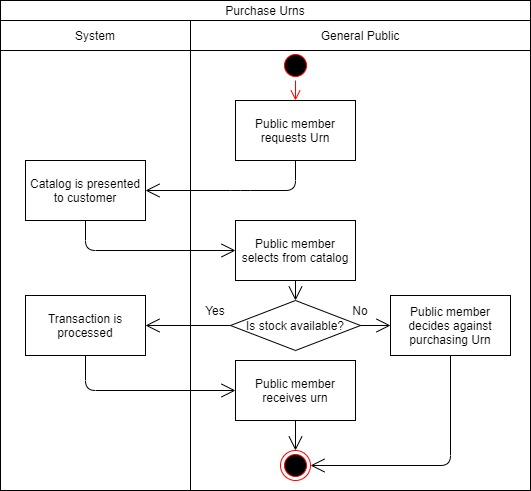 Purchase Urns
System
General Public
Public member
requests Urn
Catalog is presented
to customer
Public member
selects from catalog
Is stock available?
Yes
No
Transaction is
processed
Public member
decides against
purchasing Urn
Public member
receives urn